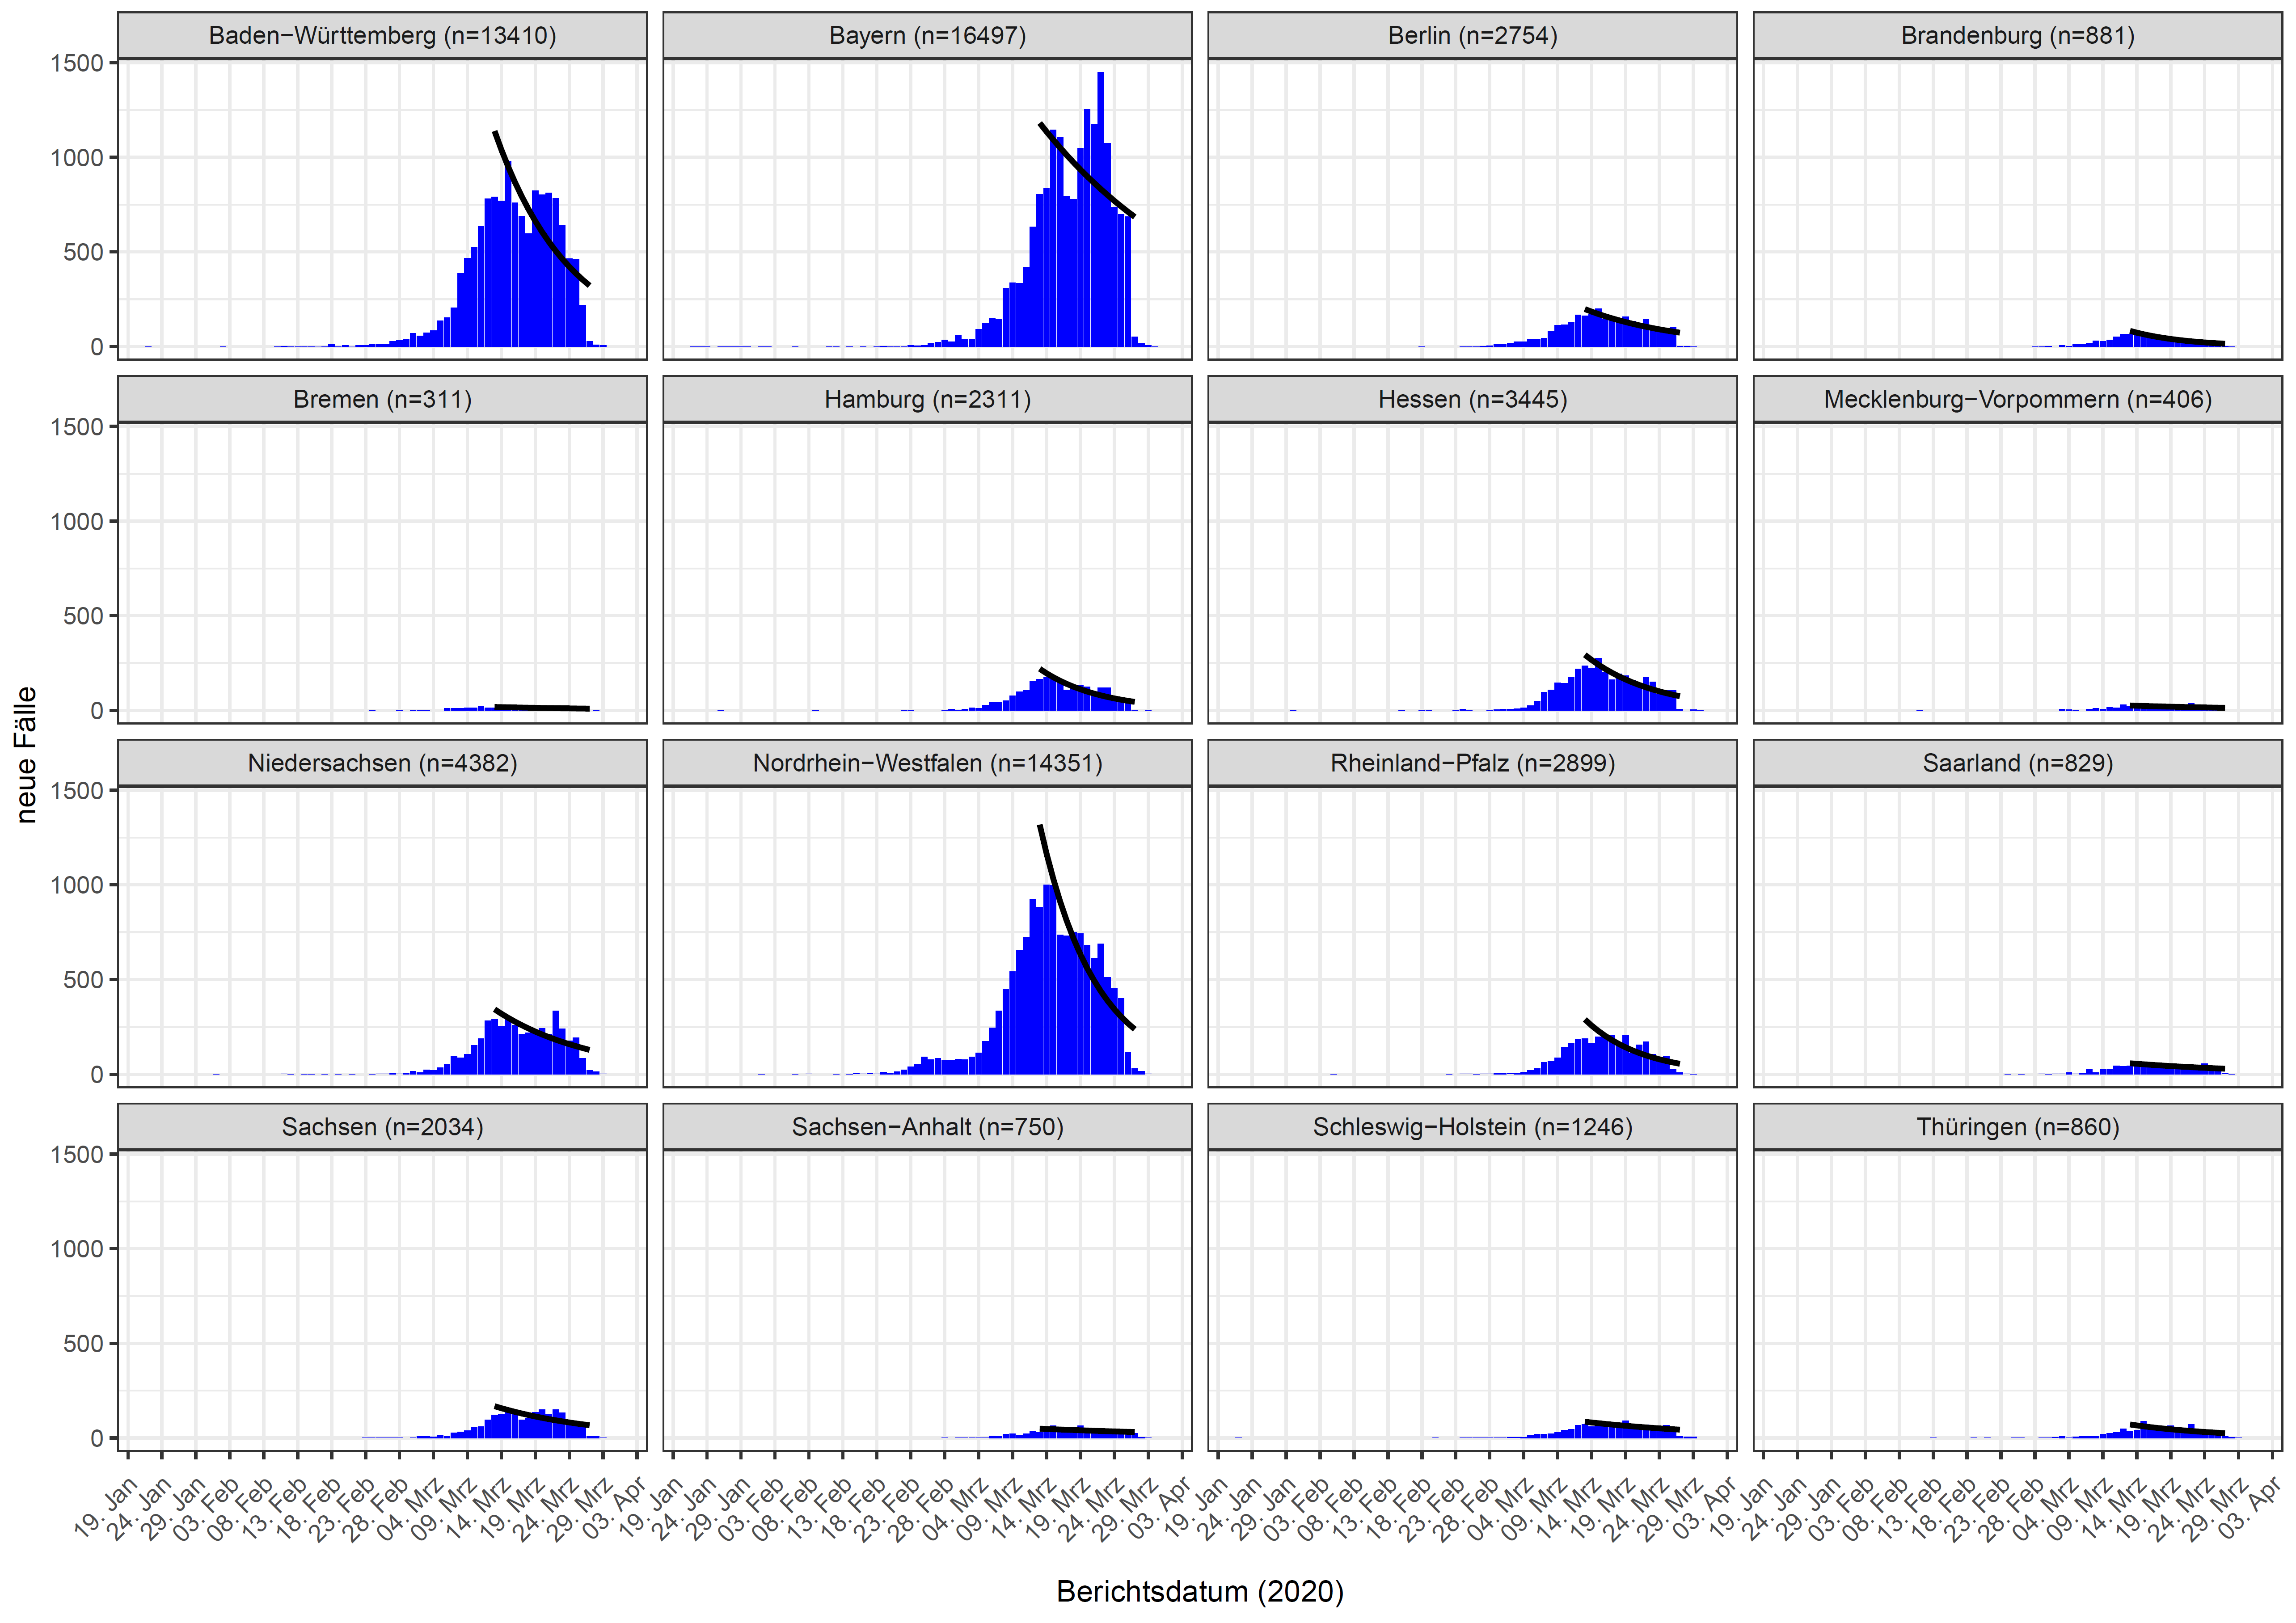 Baden−Württemberg (n=13410)
Bayern (n=16497)
Berlin (n=2754)
Brandenburg (n=881)
1500
1000
500
0
Bremen (n=311)
Hamburg (n=2311)
Hessen (n=3445)
Mecklenburg−Vorpommern (n=406)
1500
1000
500
0
neue Fälle
Niedersachsen (n=4382)
Nordrhein−Westfalen (n=14351)
Rheinland−Pfalz (n=2899)
Saarland (n=829)
1500
1000
500
0
Sachsen (n=2034)
Sachsen−Anhalt (n=750)
Schleswig−Holstein (n=1246)
Thüringen (n=860)
1500
1000
500
0
19. Jan
24. Jan
29. Jan
03. Feb
08. Feb
13. Feb
18. Feb
23. Feb
28. Feb
04. Mrz
09. Mrz
14. Mrz
19. Mrz
24. Mrz
29. Mrz
03. Apr
19. Jan
24. Jan
29. Jan
03. Feb
08. Feb
13. Feb
18. Feb
23. Feb
28. Feb
04. Mrz
09. Mrz
14. Mrz
19. Mrz
24. Mrz
29. Mrz
03. Apr
19. Jan
24. Jan
29. Jan
03. Feb
08. Feb
13. Feb
18. Feb
23. Feb
28. Feb
04. Mrz
09. Mrz
14. Mrz
19. Mrz
24. Mrz
29. Mrz
03. Apr
19. Jan
24. Jan
29. Jan
03. Feb
08. Feb
13. Feb
18. Feb
23. Feb
28. Feb
04. Mrz
09. Mrz
14. Mrz
19. Mrz
24. Mrz
29. Mrz
03. Apr
Berichtsdatum (2020)